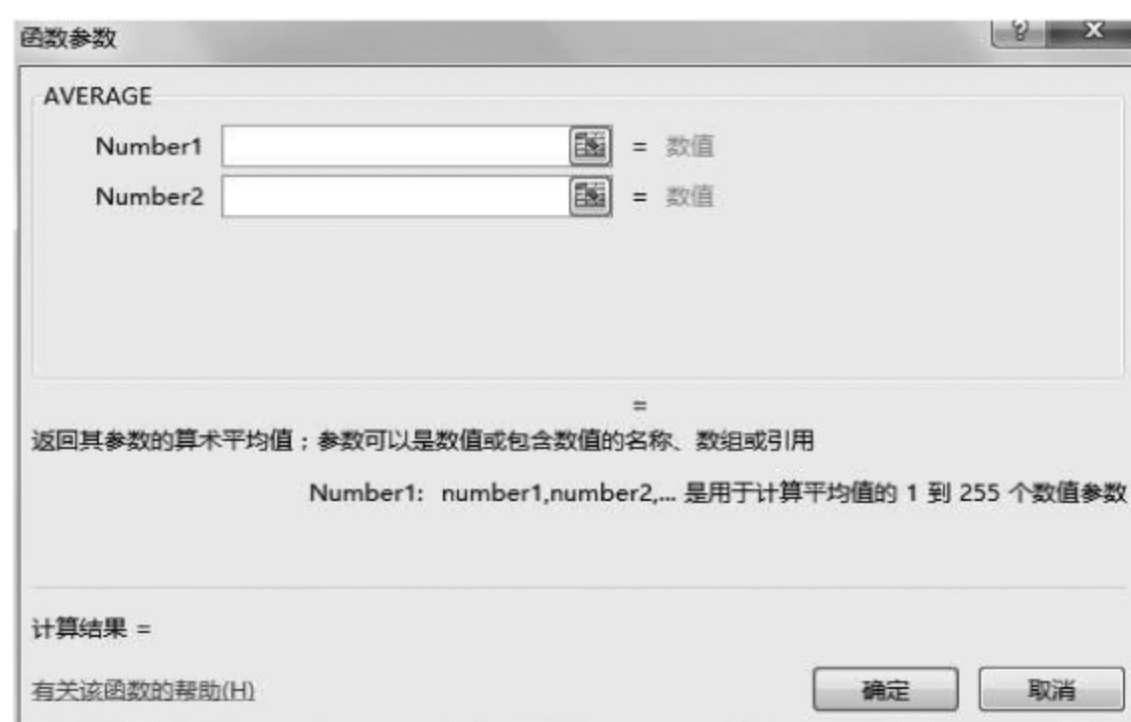 函数参数
AVERAGE
Number1 = 数值
Number2 = 数值
=
返回其参数的算术平均值；参数可以是数值或包含数值的名称、数组或引用
Number1: number1,number2,... 是用于计算平均值的 1 到 255 个数值参数
计算结果 =
有关该函数的帮助(H)
确定 取消